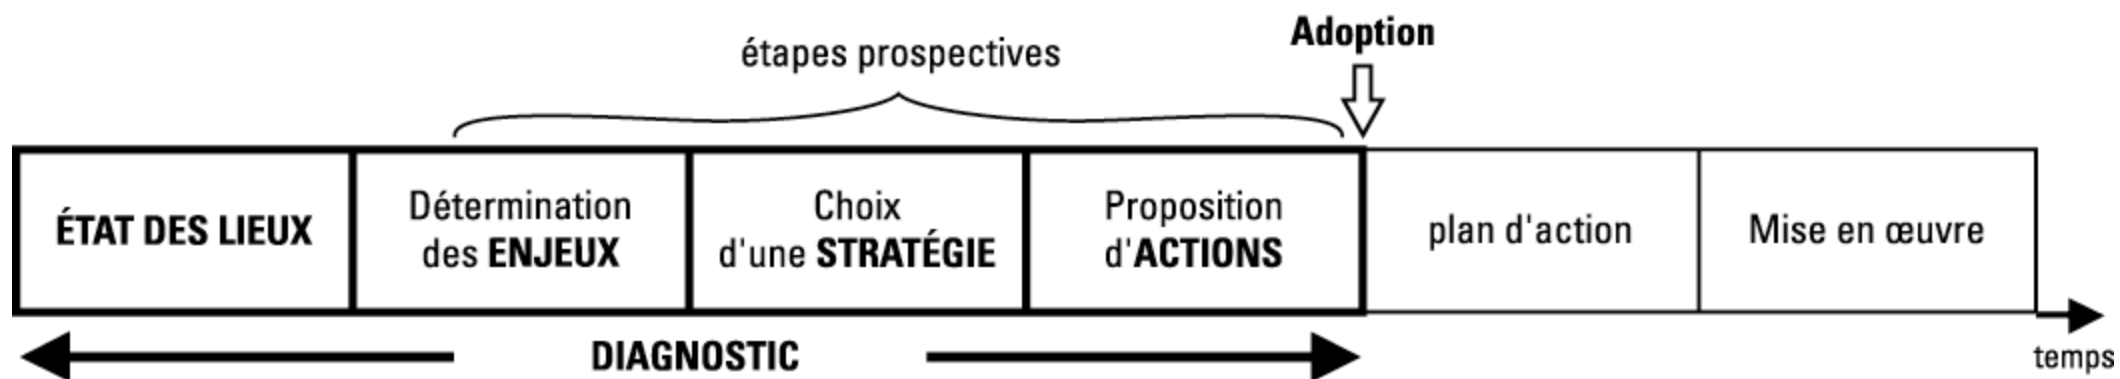 étapes prospectives
Adoption
ÉTAT DES LIEUX
Détermination
des ENJEUX
Choix
d'une STRATÉGIE
Proposition
d'ACTIONS
plan d'action
Mise en œuvre
DIAGNOSTIC
temps